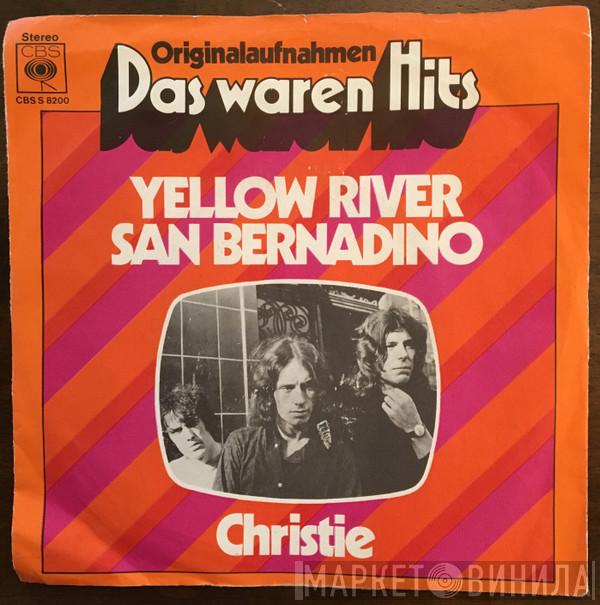 Stereo
CBS
CBS S 8200
Originalaufnahmen
Das waren Hits
YELLOW RIVER
SAN BERNADINO
Christie
МАРКЕТ ВИНИЛА